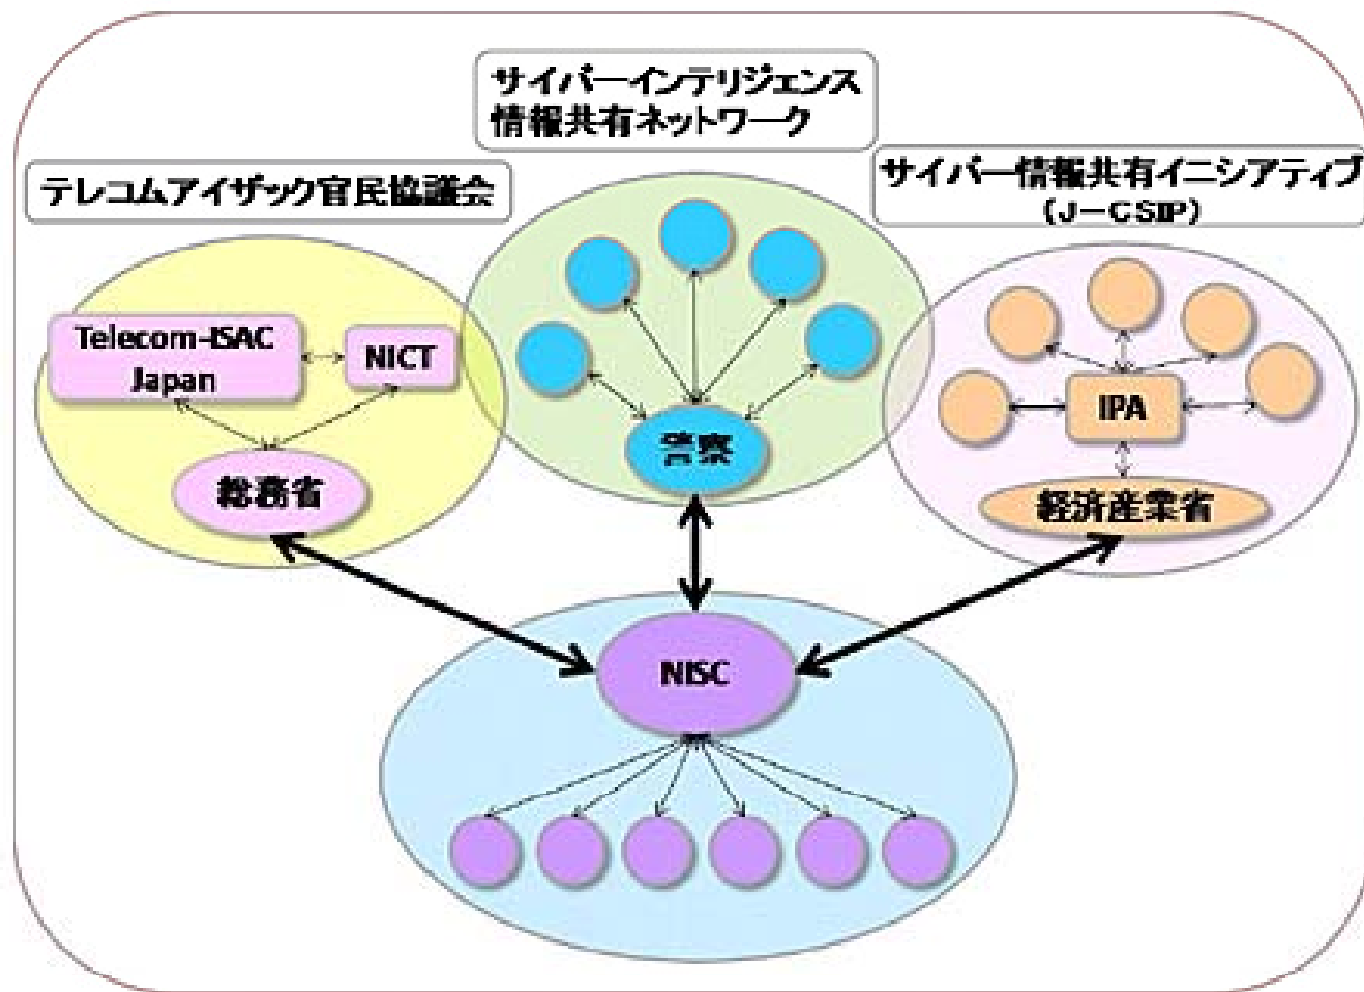 サイバーインテリジェンス
情報共有ネットワーク
テレコムアイザック官民協議会
サイバー情報共有イニシアティブ
(J-CSIP)
Telecom-ISAC
Japan
NICT
総務省
警察
IPA
経済産業省
NISC